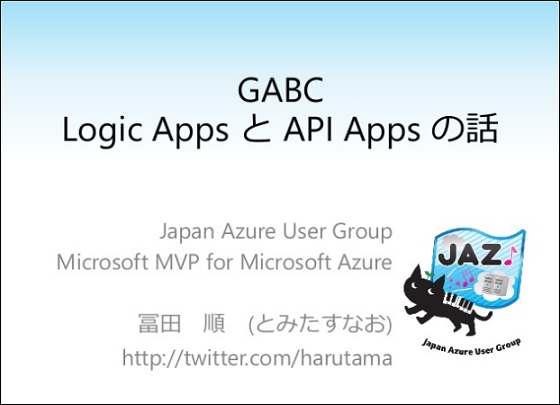 GABC
Logic Apps と API Apps の話
Japan Azure User Group
Microsoft MVP for Microsoft Azure
冨田　順　(とみたすなお)
http://twitter.com/harutama
JAZ
Japan Azure User Group